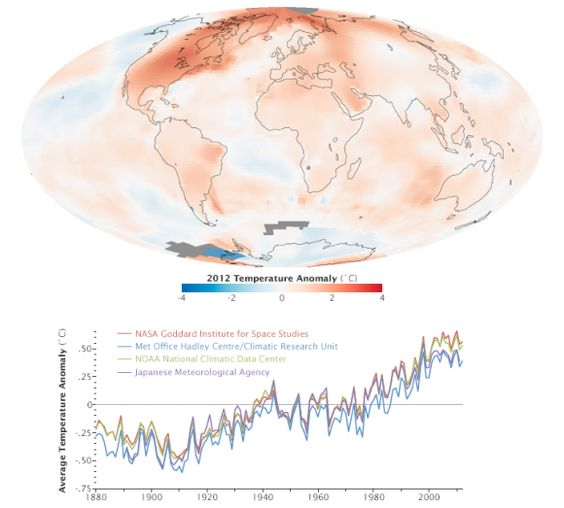 2012 Temperature Anomaly (˚C)
-4 -2 0 2 4
Average Temperature Anomaly (˚C)
NASA Goddard Institute for Space Studies
Met Office Hadley Centre/Climatic Research Unit
NOAA National Climatic Data Center
Japanese Meteorological Agency
.50
.25
0
-.25
-.50
-.75
1880 1900 1920 1940 1960 1980 2000